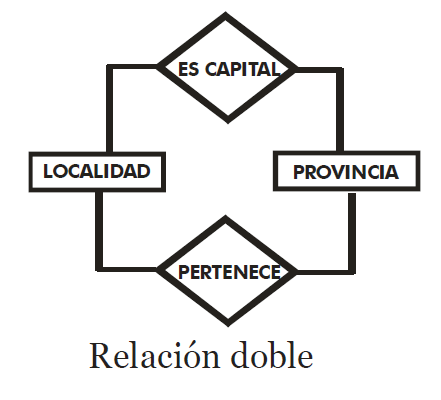 ES CAPITAL
LOCALIDAD
PROVINCIA
PERTENECE
Relación doble